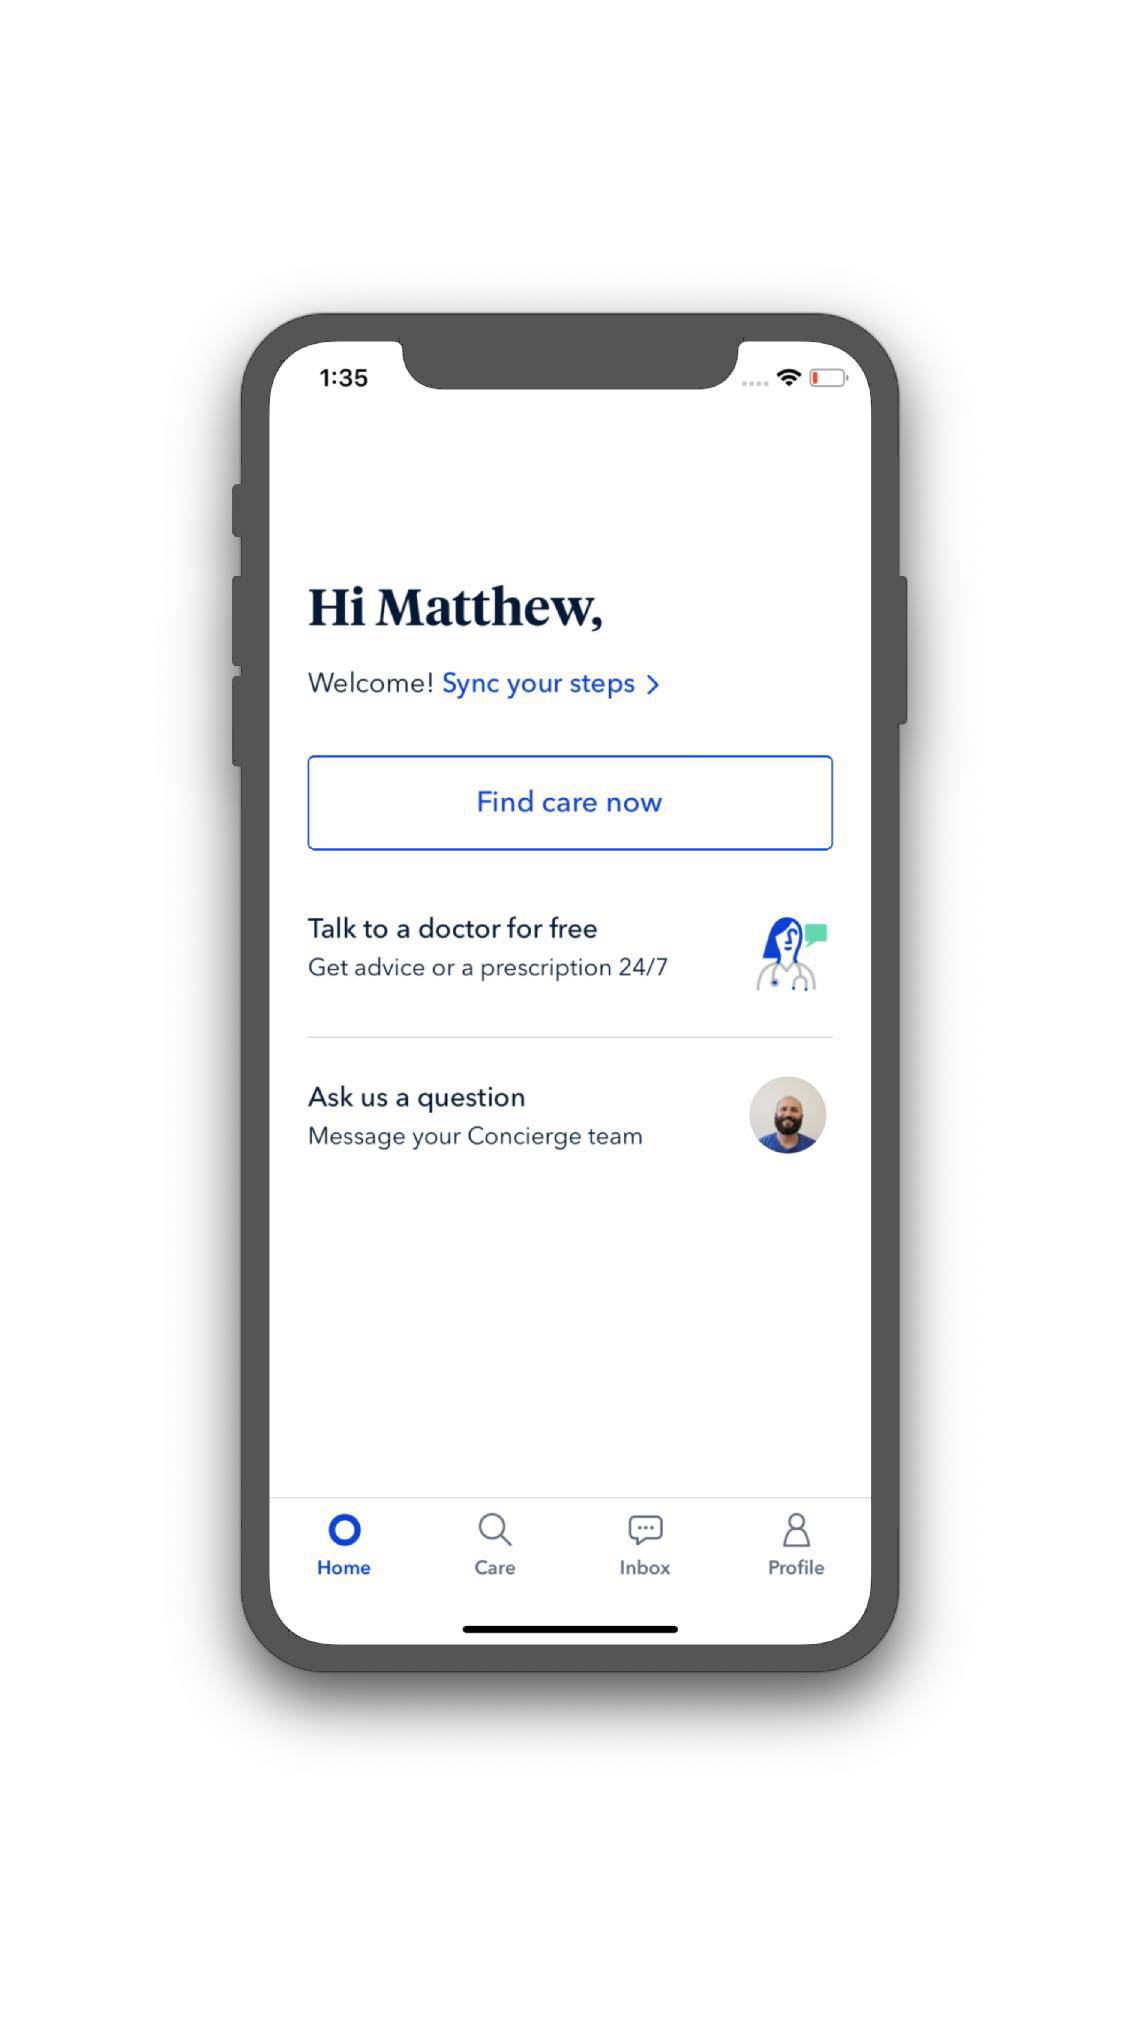 1:35
Hi Matthew,
Welcome! Sync your steps >
Find care now
Talk to a doctor for free
Get advice or a prescription 24/7
Ask us a question
Message your Concierge team
Home Care Inbox Profile